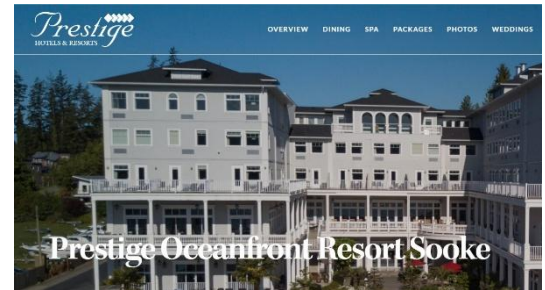 Prestige
HOTELS & RESORTS
OVERVIEW DINING SPA PACKAGES PHOTOS WEDDINGS
Prestige Oceanfront Resort Sooke